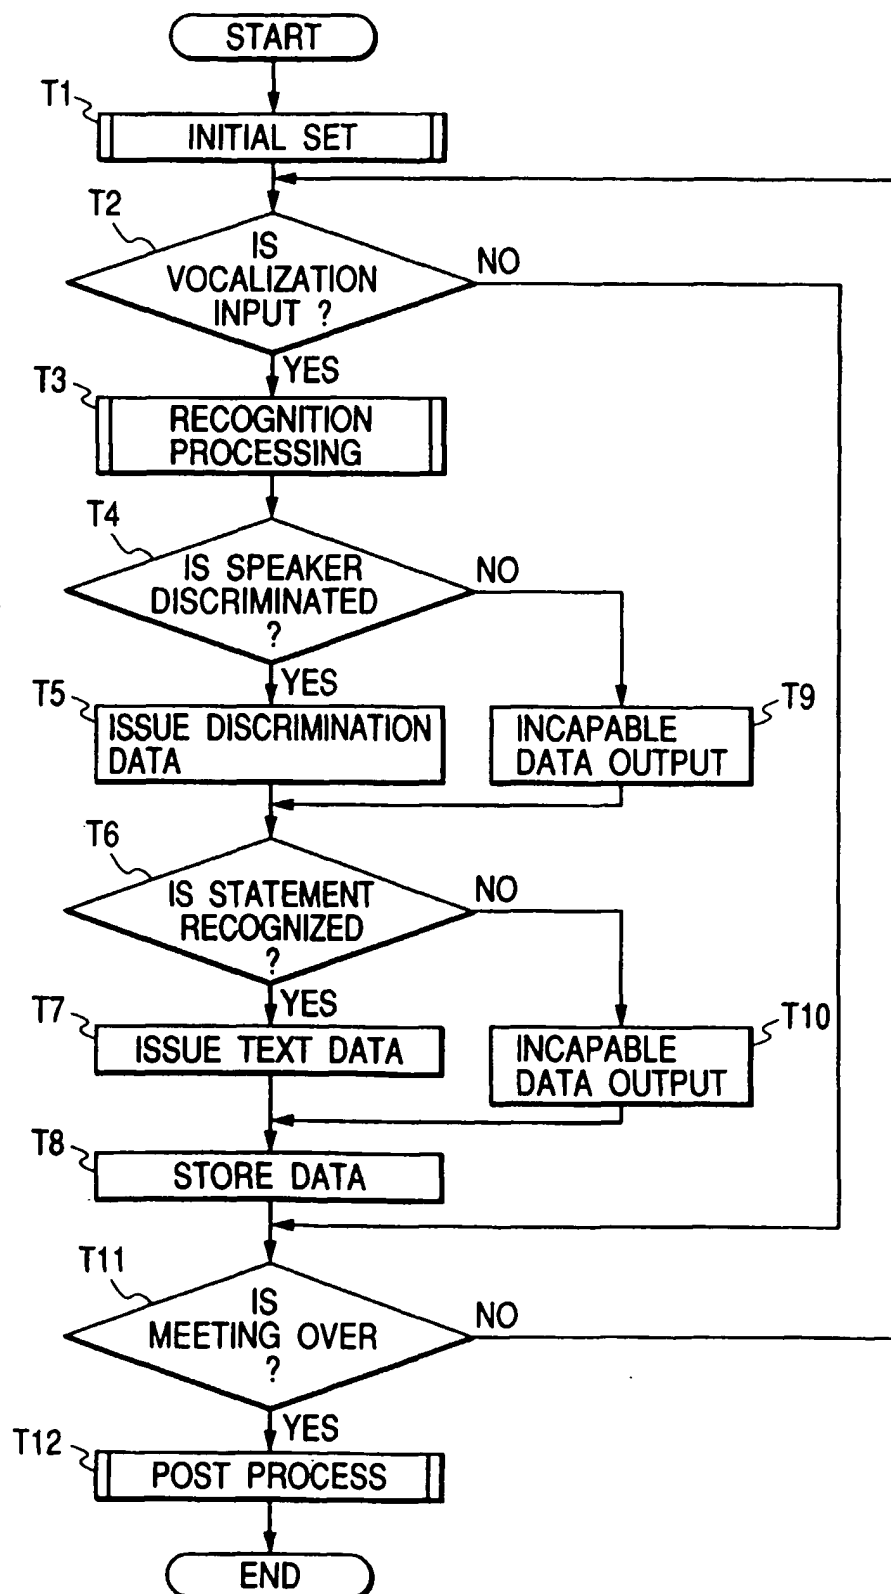 START
T1
INITIAL SET
T2
IS
VOCALIZATION
INPUT ?
NO
YES
T3
RECOGNITION
PROCESSING
T4
IS SPEAKER
DISCRIMINATED
?
NO
YES
T5
ISSUE DISCRIMINATION
DATA
T9
INCAPABLE
DATA OUTPUT
T6
IS STATEMENT
RECOGNIZED
?
NO
YES
T7
ISSUE TEXT DATA
T10
INCAPABLE
DATA OUTPUT
T8
STORE DATA
T11
IS
MEETING OVER
?
NO
YES
T12
POST PROCESS
END